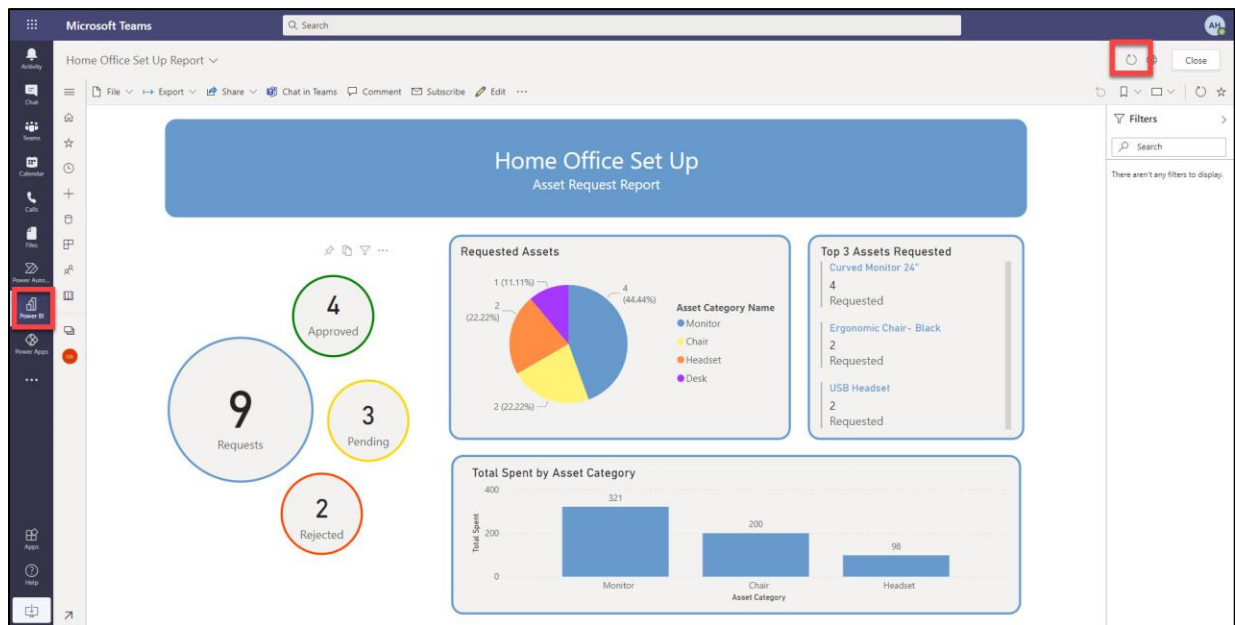 Microsoft Teams
Search
AH
Activity
Chat
Teams
Calendar
Calls
Files
Power Auto...
Power BI
Power Apps
Apps
Help
Home Office Set Up Report
Close
File Export Share Chat in Teams Comment Subscribe Edit ...
Filters
Search
There aren't any filters to display.
Home Office Set Up
Asset Request Report
9
Requests
4
Approved
3
Pending
2
Rejected
Requested Assets
1 (11.11%)
4
(44.44%)
2
(22.22%)
2 (22.22%)
Asset Category Name
Monitor
Chair
Headset
Desk
Top 3 Assets Requested
Curved Monitor 24"
4
Requested
Ergonomic Chair- Black
2
Requested
USB Headset
2
Requested
Total Spent by Asset Category
Total Spent
400
200
0
321
200
98
Monitor
Chair
Headset
Asset Category